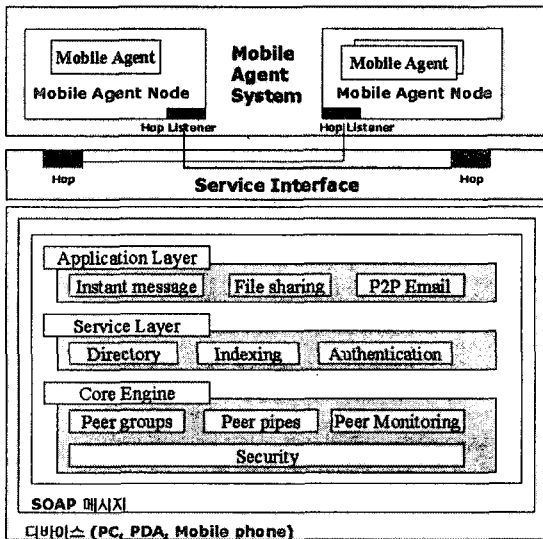 Mobile Agent
Mobile Agent Node
Hop Listener
Mobile
Agent
System
Mobile Agent
Mobile Agent Node
Hop Listener
Hop
Service Interface
Hop
Application Layer
Instant message
File sharing
P2P Email
Service Layer
Directory
Indexing
Authentication
Core Engine
Peer groups
Peer pipes
Peer Monitoring
Security
SOAP 메시지
디바이스 (PC, PDA, Mobile phone)